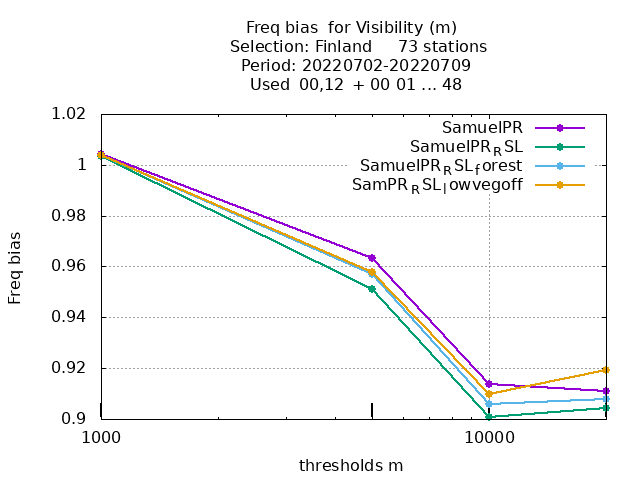 Freq bias for Visibility (m)
Selection: Finland 73 stations
Period: 20220702-20220709
Used 00,12 + 00 01 ... 48
1.02
1
0.98
0.96
0.94
0.92
0.9
Freq bias
SamuelPR
SamuelPR_RSL
SamuelPR_RSL_forest
SamPR_RSL_lowvegoff
1000
10000
thresholds m